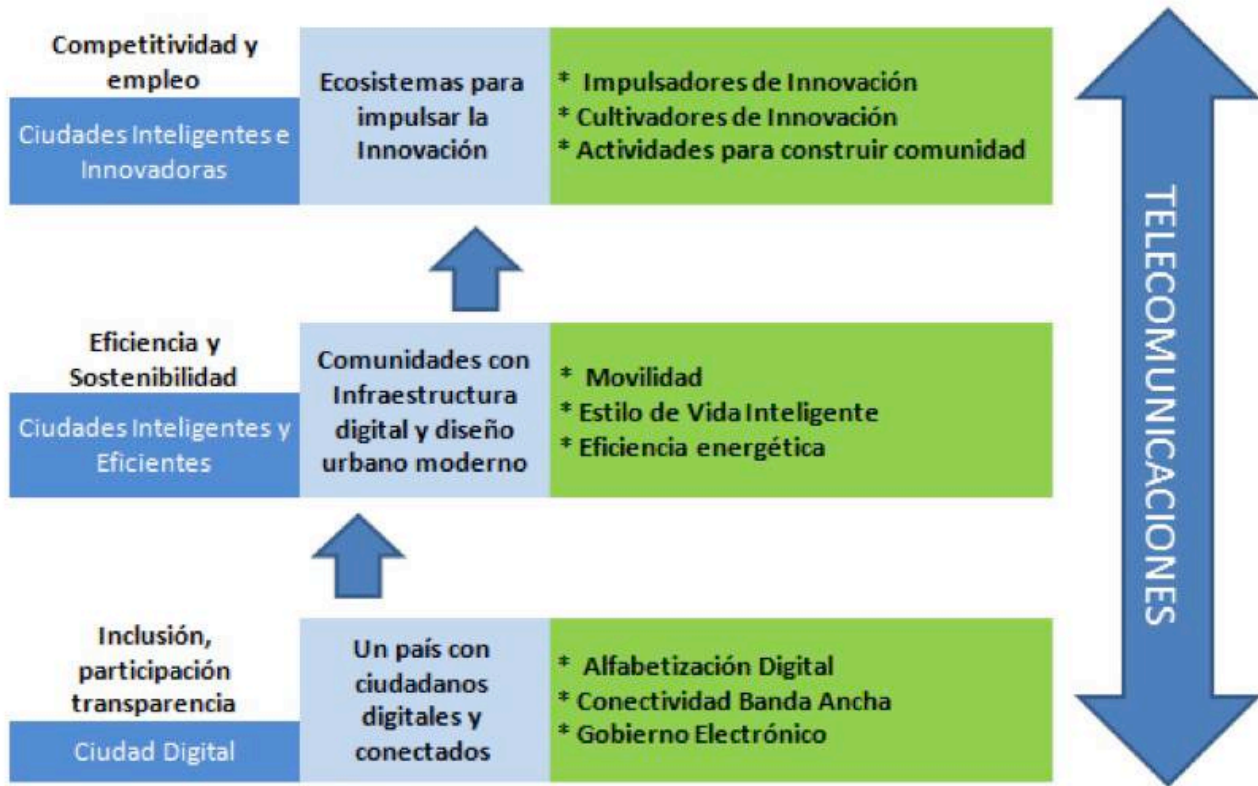 Competitividad y
empleo
Ciudades Inteligentes e
Innovadoras
Ecosistemas para
impulsar la
Innovación
* Impulsadores de Innovación
* Cultivadores de Innovación
* Actividades para construir comunidad
Eficiencia y
Sostenibilidad
Ciudades Inteligentes y
Eficientes
Comunidades con
Infraestructura
digital y diseño
urbano moderno
* Movilidad
* Estilo de Vida Inteligente
* Eficiencia energética
Inclusión,
participación
transparencia
Ciudad Digital
Un país con
ciudadanos
digitales y
conectados
* Alfabetización Digital
* Conectividad Banda Ancha
* Gobierno Electrónico
TELECOMUNICACIONES